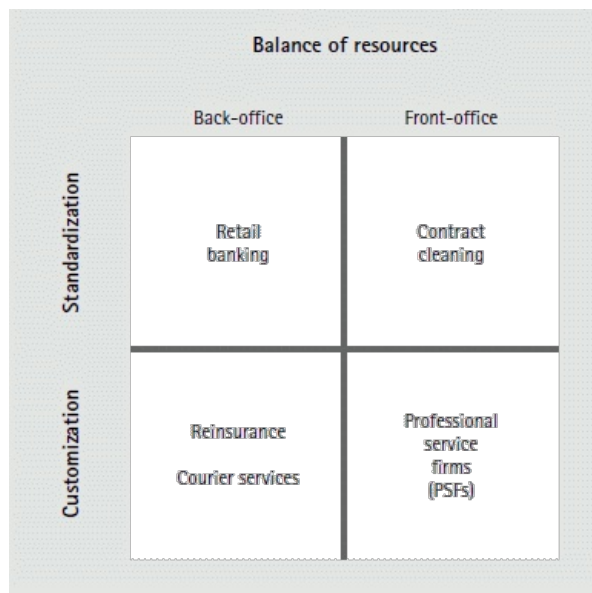 Balance of resources
Back-office
Front-office
Standardization
Retail
banking
Contract
cleaning
Customization
Reinsurance
Courier services
Professional
service
firms
(PSFs)